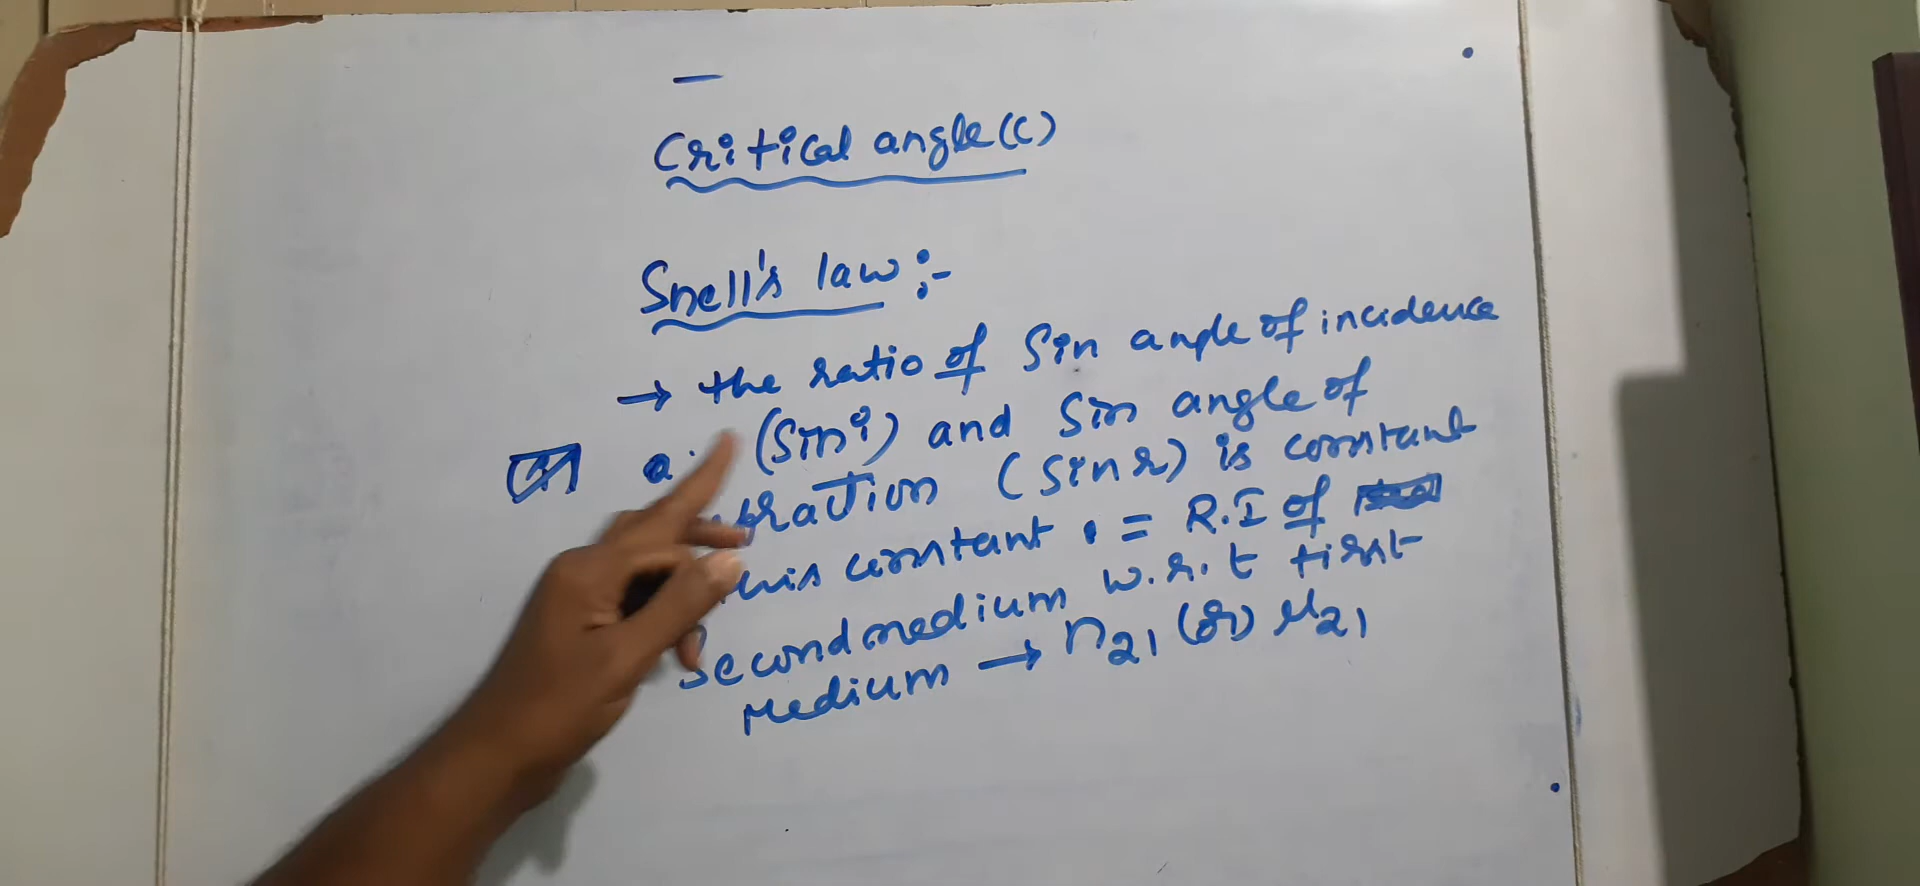 Critical angle (C)
Snell's law :-
→ the ratio of Sin angle of incidence
(Sin i) and Sin angle of
(Sin r) is constant
constant = R.I of
Second medium w.r.t first
Medium → n21 (or) μ21